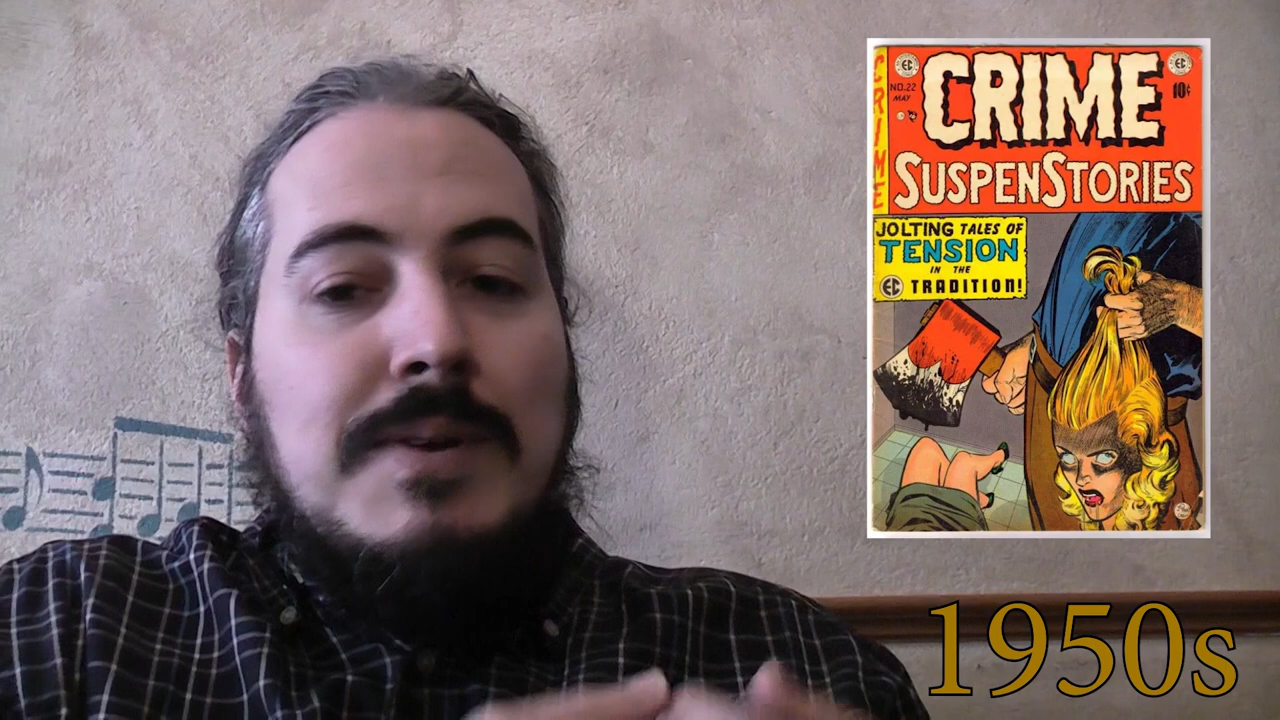 CRIME
EC
CRIME
EC
NO.22
MAY
10¢
SUSPENSTORIES
JOLTING TALES OF
TENSION
IN THE
EC TRADITION!
1950s